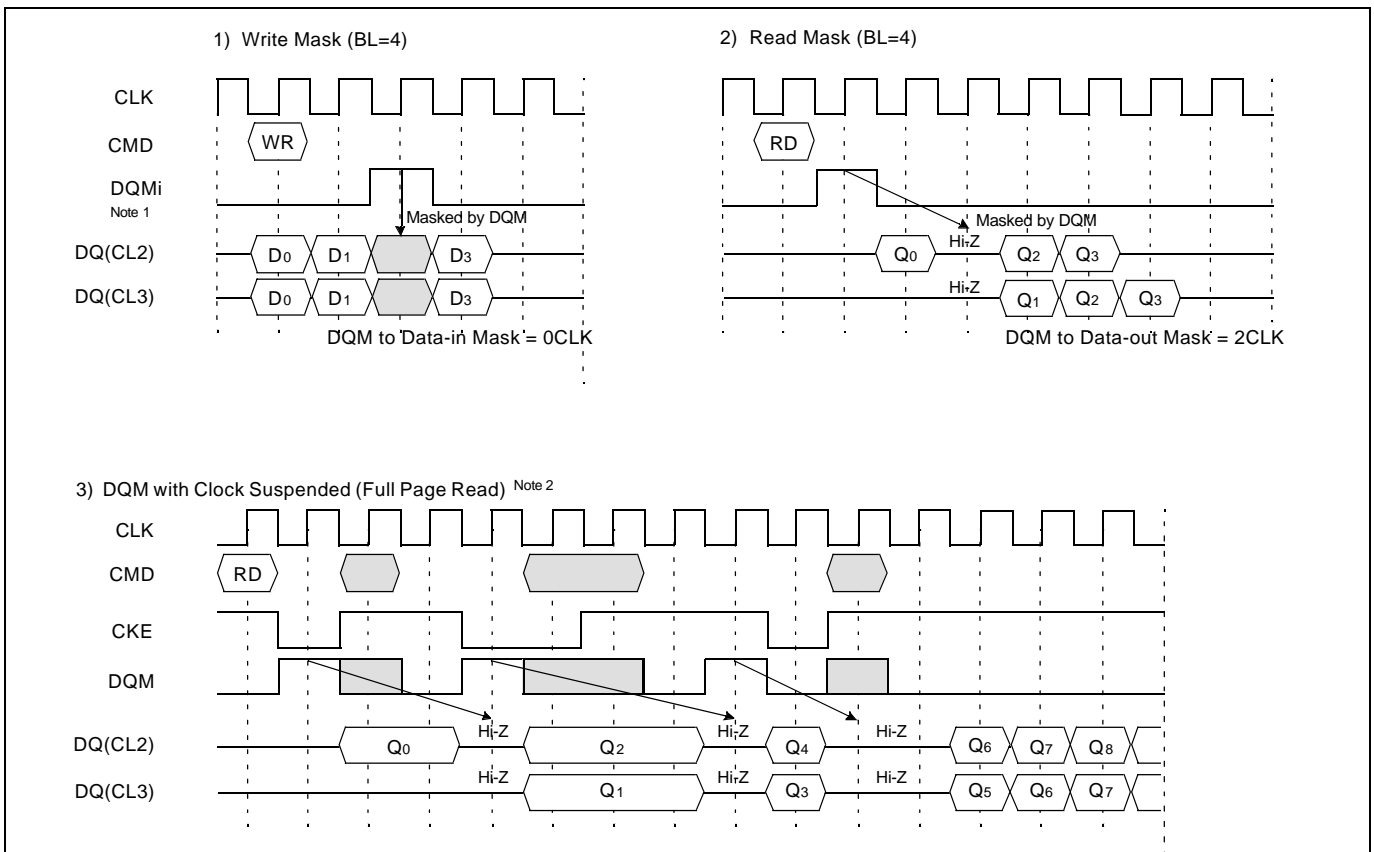 1) Write Mask (BL=4)
CLK
CMD
WR
DQMi
Note 1
Masked by DQM
DQ(CL2)
D0 D1 D3
DQ(CL3)
D0 D1 D3
DQM to Data-in Mask = 0CLK
2) Read Mask (BL=4)
RD
Masked by DQM
Hi-Z
Q0 Q2 Q3
Hi-Z
Q1 Q2 Q3
DQM to Data-out Mask = 2CLK
3) DQM with Clock Suspended (Full Page Read) Note 2
CLK
CMD
RD
CKE
DQM
Hi-Z Hi-Z Hi-Z
DQ(CL2)
Q0 Q2 Q4 Q6 Q7 Q8
Hi-Z Hi-Z Hi-Z
DQ(CL3)
Q1 Q3 Q5 Q6 Q7